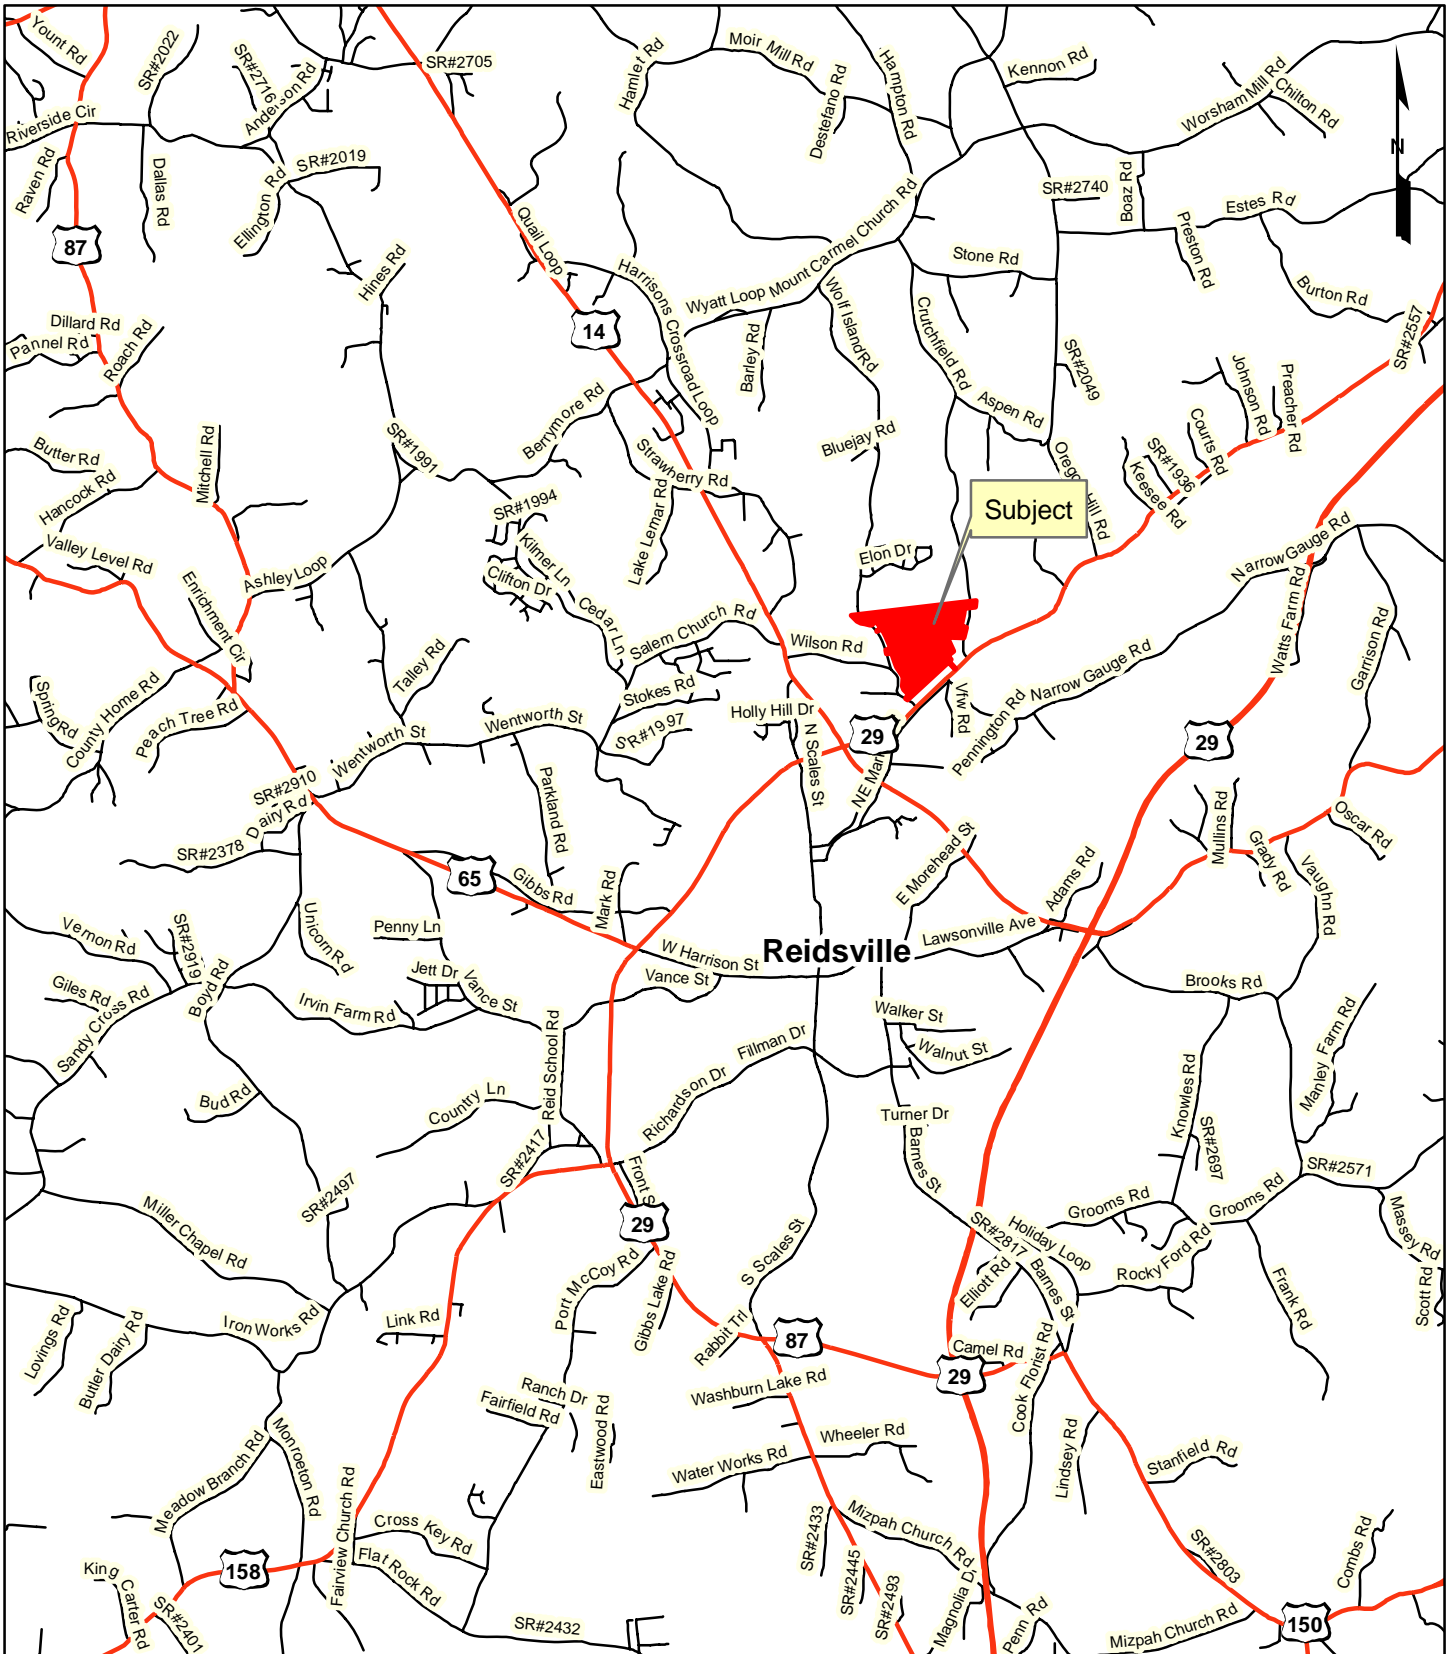 Yount Rd
SR#2022
SR#2716
Anderson Rd
SR#2705
Hamlet Rd
Moir Mill Rd
Destefano Rd
Hampton Rd
Kennon Rd
Worsham Mill Rd
Chilton Rd
Riverside Cir
Raven Rd
Dallas Rd
Ellington Rd
SR#2019
SR#2740
Boaz Rd
Estes Rd
Preston Rd
N
87
Quail Loop
Hines Rd
Harrisons Crossroad Loop
Wyatt Loop
Mount Carmel Church Rd
Stone Rd
Burton Rd
SR#2557
Dillard Rd
Pannel Rd
Roach Rd
14
Barley Rd
Wolf Island Rd
Crutchfield Rd
SR#2049
Johnson Rd
Preacher Rd
Berrymore Rd
Aspen Rd
Courts Rd
Butter Rd
Mitchell Rd
SR#1991
Bluejay Rd
SR#1936
Keesee Rd
Hancock Rd
Strawberry Rd
Lake Lemar Rd
SR#1994
Subject
Valley Level Rd
Ashley Loop
Kilmer Ln
Clifton Dr
Elon Dr
Narrow Gauge Rd
Enrichment Cir
Cedar Ln
Salem Church Rd
Wilson Rd
Watts Farm Rd
Garrison Rd
Talley Rd
Narrow Gauge Rd
Spring Rd
County Home Rd
Peach Tree Rd
Stokes Rd
Holly Hill Dr
Vfw Rd
Pennington Rd
Wentworth St
Wentworth St
SR#1997
N Scales St
29
29
SR#2910
Dairy Rd
Parkland Rd
Mullins Rd
Oscar Rd
SR#2378
65
Gibbs Rd
Mark Rd
E Morehead St
Adams Rd
Grady Rd
Vaughn Rd
Vernon Rd
SR#2919
Unicorn Rd
Penny Ln
W Harrison St
Reidsville
Lawsonville Ave
Giles Rd
Sandy Cross Rd
Boyd Rd
Jett Dr
Vance St
Vance St
Brooks Rd
Irvin Farm Rd
Walker St
Walnut St
Manley Farm Rd
Fillman Dr
Reid School Rd
Richardson Dr
Bud Rd
Country Ln
Turner Dr
Knowles Rd
SR#2697
SR#2417
Barnes St
SR#2571
SR#2497
Front S
29
Grooms Rd
Grooms Rd
Massey Rd
Miller Chapel Rd
S Scales St
SR#2817
Holiday Loop
Rocky Ford Rd
Port McCoy Rd
Gibbs Lake Rd
Elliott Rd
Barnes St
Frank Rd
Scott Rd
Lovings Rd
Butler Dairy Rd
Iron Works Rd
Link Rd
Rabbit Trl
87
Camel Rd
29
Cook Florist Rd
Ranch Dr
Fairfield Rd
Eastwood Rd
Washburn Lake Rd
Meadow Branch Rd
Monroeton Rd
Wheeler Rd
Water Works Rd
Lindsey Rd
Stanfield Rd
Fairview Church Rd
Cross Key Rd
Flat Rock Rd
SR#2433
Mizpah Church Rd
SR#2445
SR#2493
Magnolia D
Penn Rd
SR#2803
Combs Rd
King Carter Rd
158
SR#2401
SR#2432
Mizpah Church Rd
150